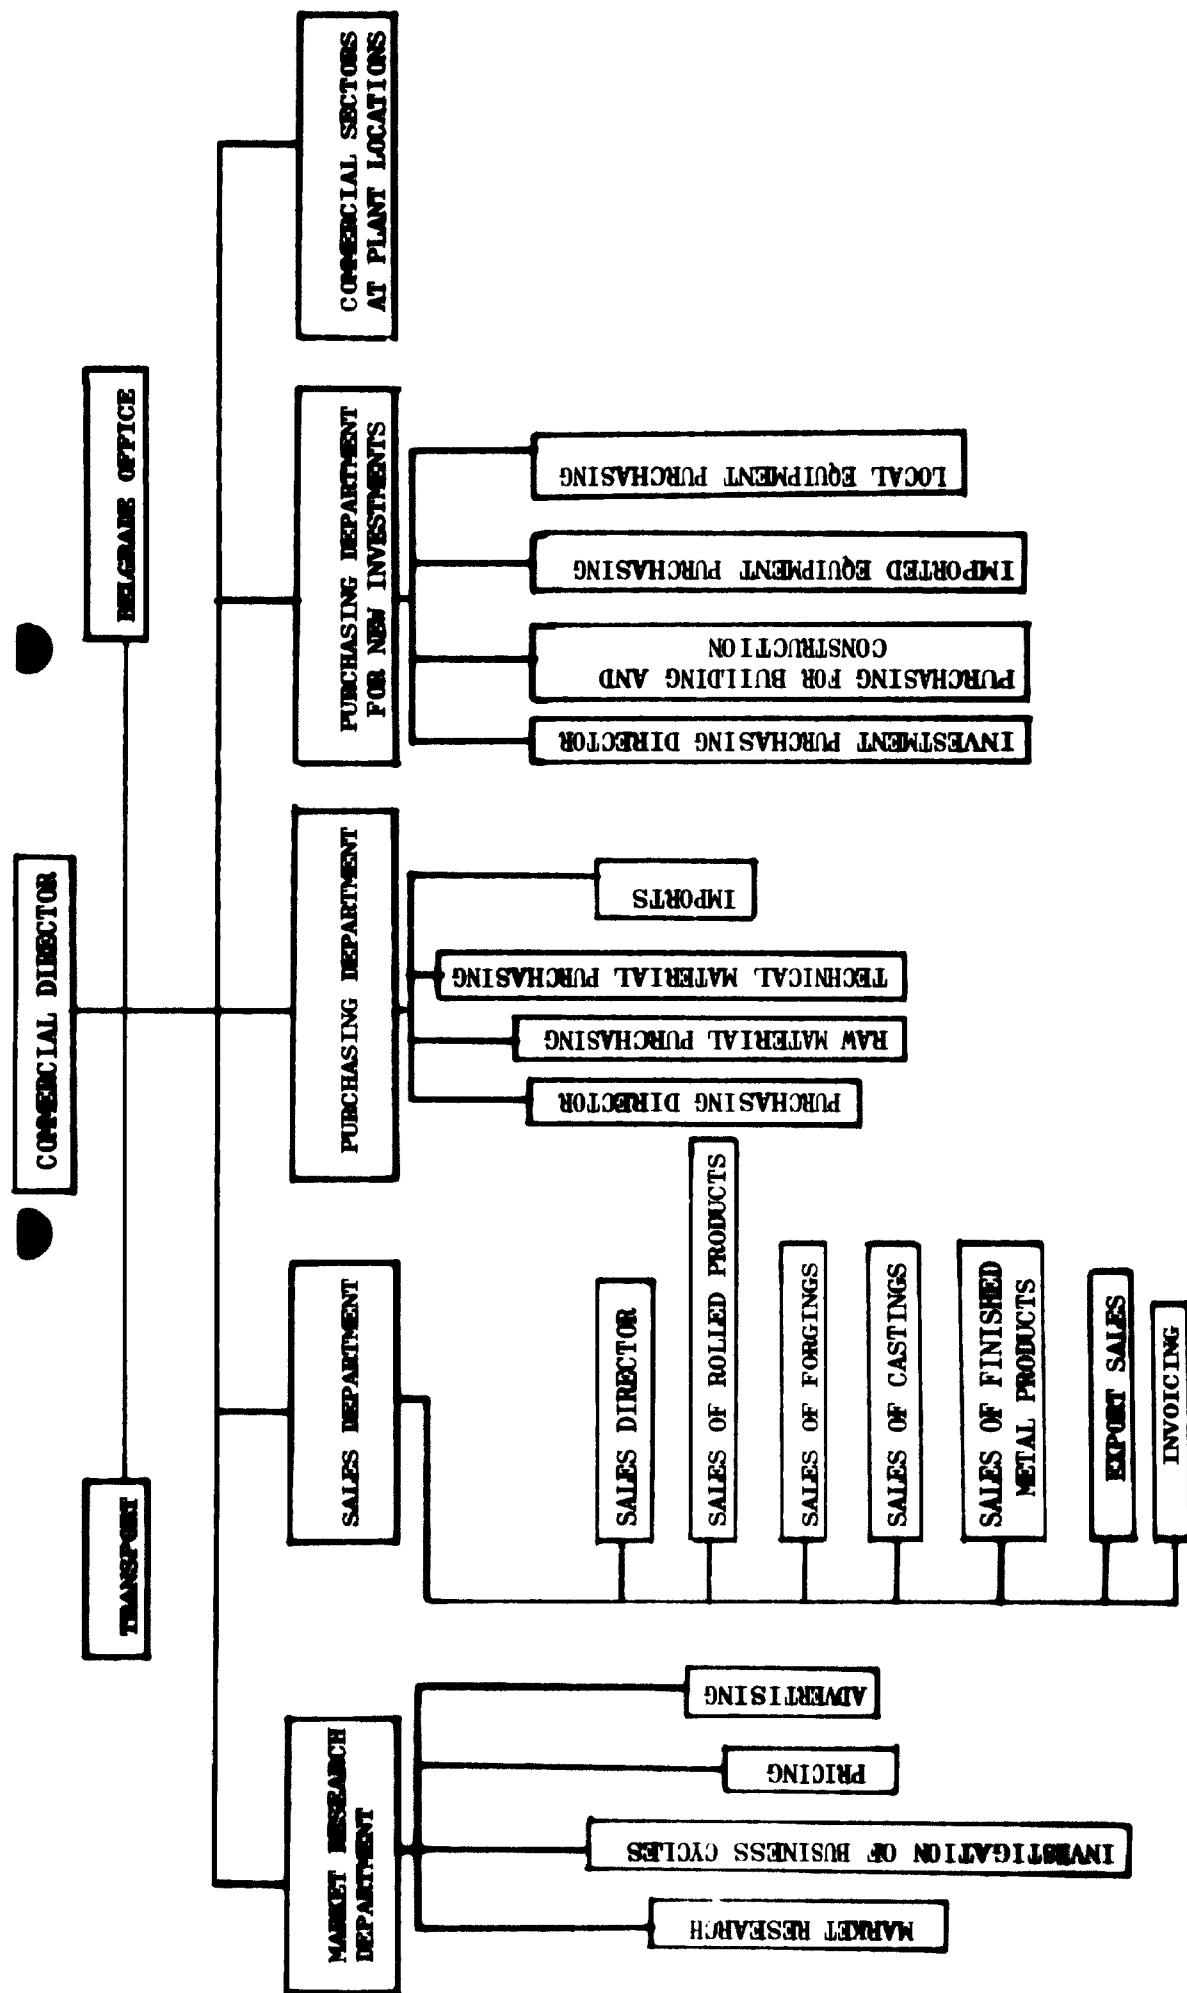 COMMERCIAL DIRECTOR
TRANSPORT
BELGRADE OFFICE
MARKET RESEARCH
DEPARTMENT
SALES DEPARTMENT
PURCHASING DEPARTMENT
PURCHASING DEPARTMENT
FOR NEW INVESTMENTS
COMMERCIAL SECTORS
AT PLANT LOCATIONS
MARKET RESEARCH
INVESTIGATION OF BUSINESS CYCLES
PRICING
ADVERTISING
SALES DIRECTOR
SALES OF ROLLED PRODUCTS
SALES OF FORGINGS
SALES OF CASTINGS
SALES OF FINISHED
METAL PRODUCTS
EXPORT SALES
INVOICING
PURCHASING DIRECTOR
RAW MATERIAL PURCHASING
TECHNICAL MATERIAL PURCHASING
IMPORTS
INVESTMENT PURCHASING DIRECTOR
PURCHASING FOR BUILDING AND
CONSTRUCTION
IMPORTED EQUIPMENT PURCHASING
LOCAL EQUIPMENT PURCHASING